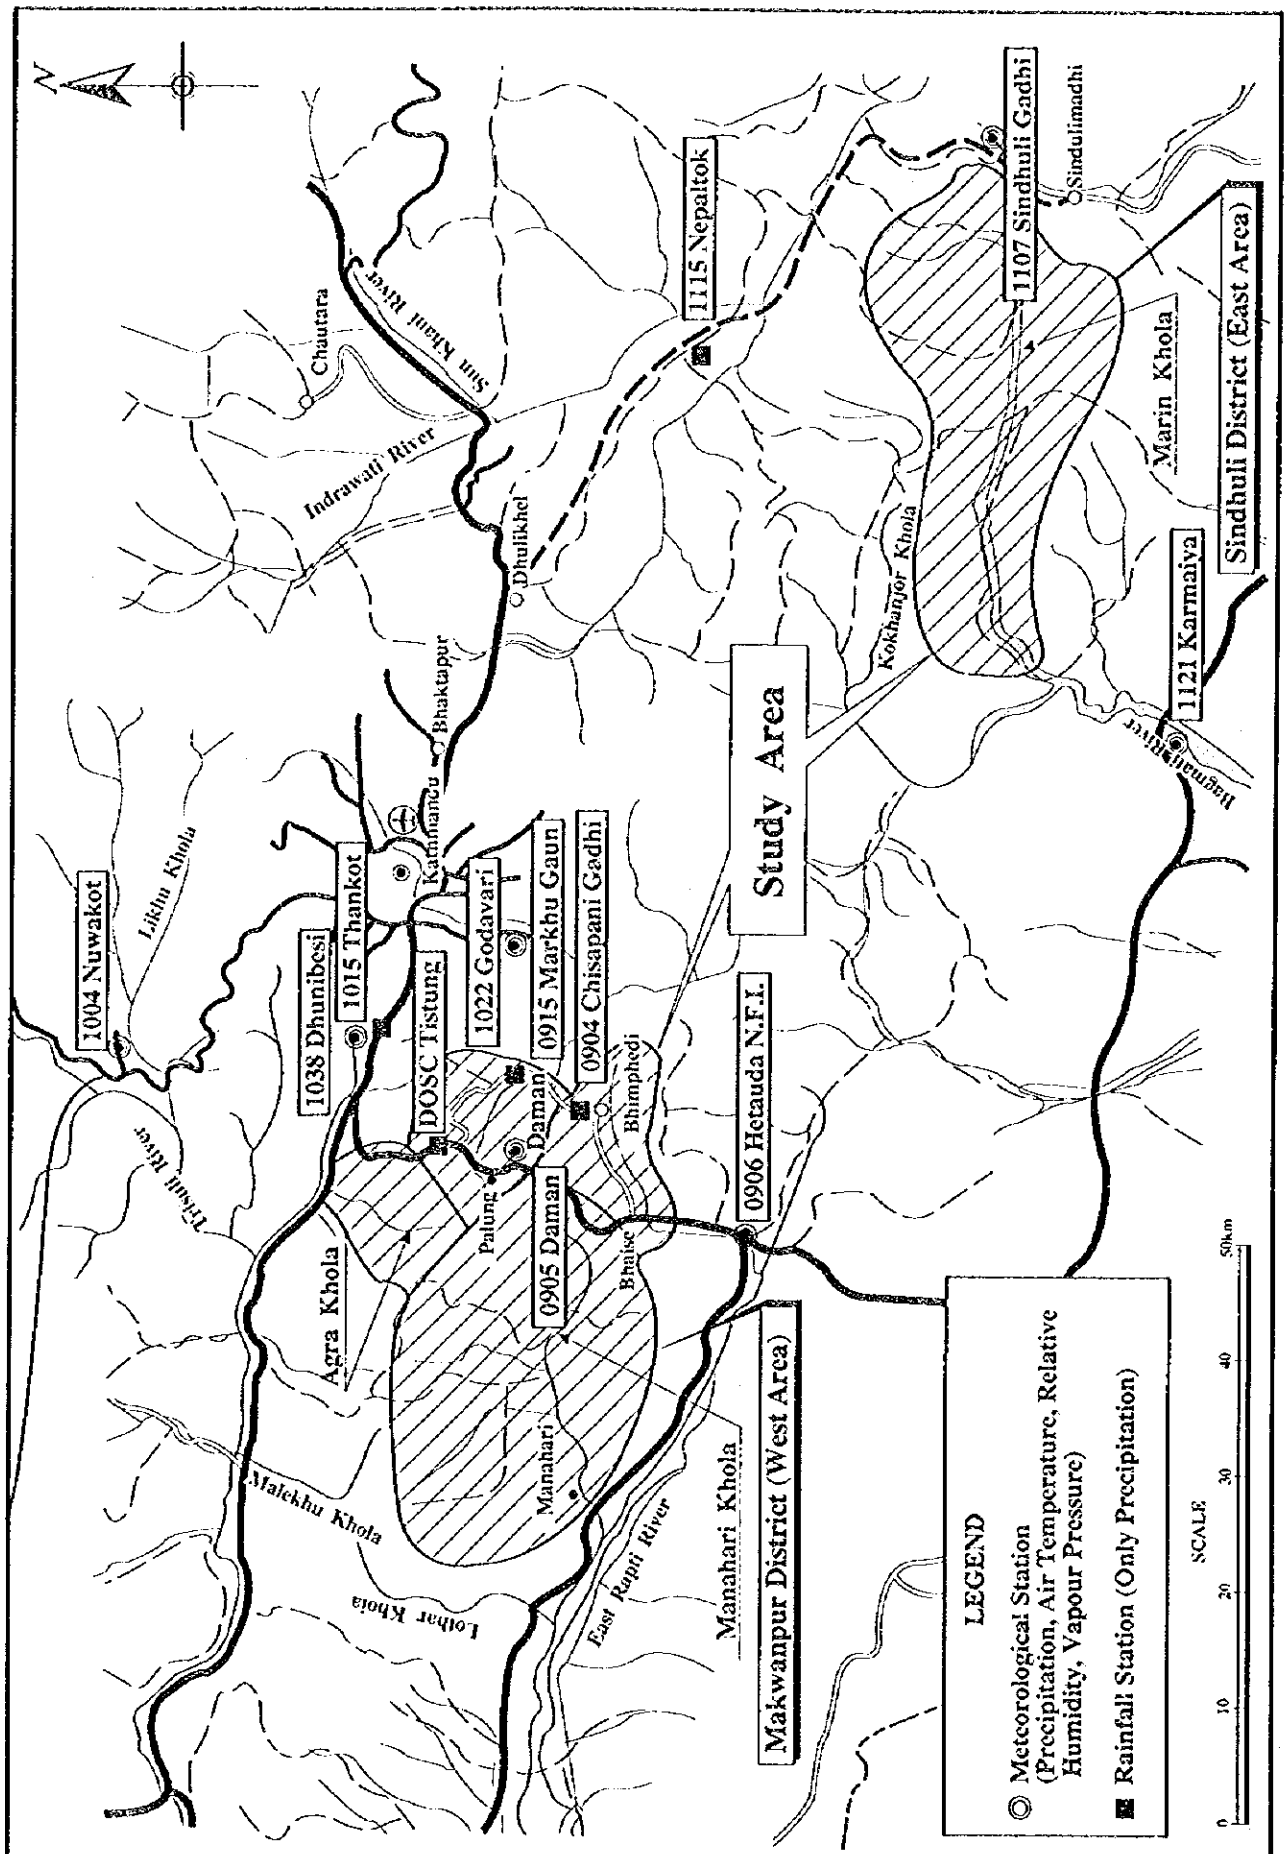 N
Chautara
Sun Khani River
Indrawati River
Dhulikhel
Bhaktapur
Kathmandu
Likhu Khola
1004 Nuwakot
1038 Dhunibesi
1015 Thankot
DOSC Tistung
1022 Godavari
0915 Markhu Gaun
0904 Chisapani Gadhi
1115 Nepaltok
1107 Sindhuli Gadhi
Sindulimadhi
Study Area
Kokhanjor Khola
Marin Khola
Sindhuli District (East Area)
1121 Karmaiya
Bagmati River
Trisuli River
Agra Khola
Palung
Daman
0905 Daman
Bhimphedi
Bhaise
0906 Hetauda N.F.I.
Malekhu Khola
Lothar Khola
Manahari
East Rapti River
Manahari Khola
Makwanpur District (West Area)
LEGEND
Meteorological Station
(Precipitation, Air Temperature, Relative
Humidity, Vapour Pressure)
Rainfall Station (Only Precipitation)
0 10 20 30 40 50km
SCALE